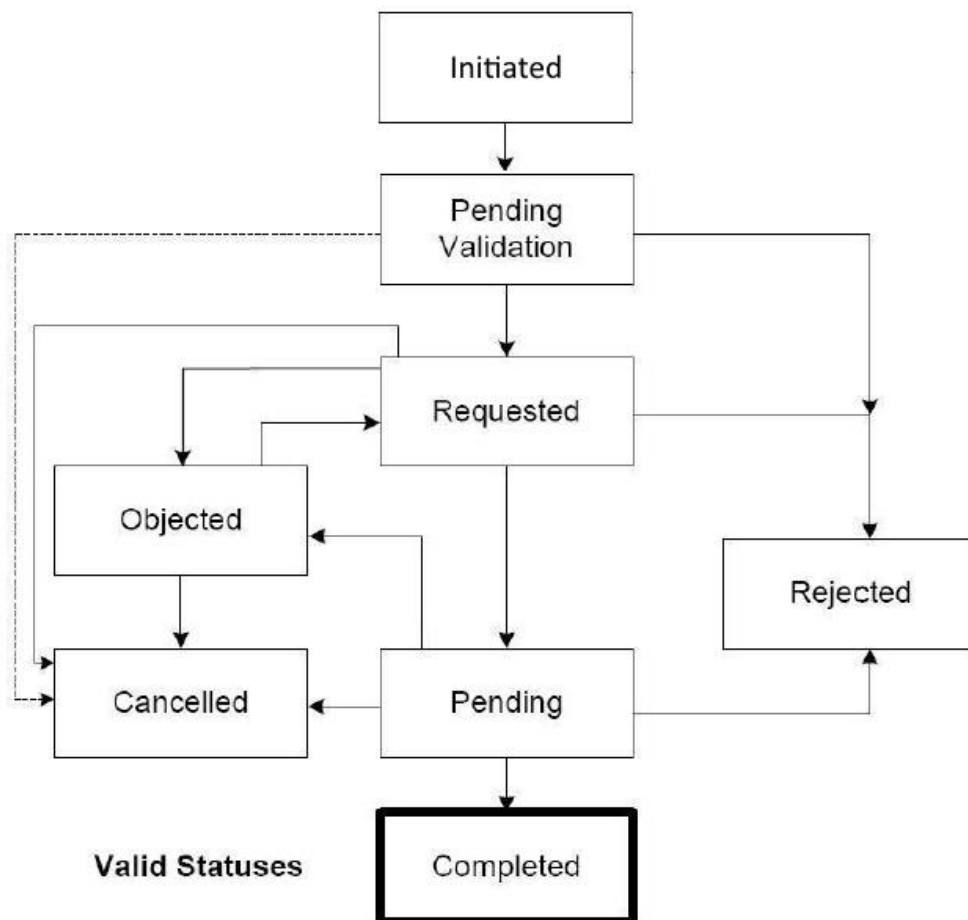 Initiated
Pending
Validation
Requested
Objected
Rejected
Cancelled
Pending
Valid Statuses
Completed